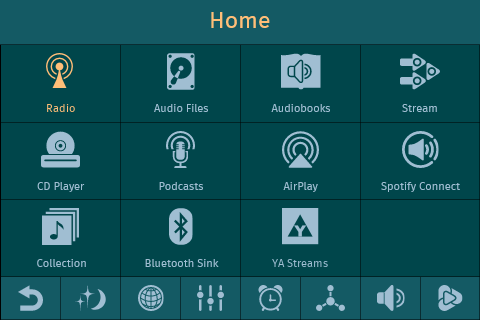 Home
Radio
Audio Files
Audiobooks
Stream
CD Player
Podcasts
AirPlay
Spotify Connect
Collection
Bluetooth Sink
Y
YA Streams